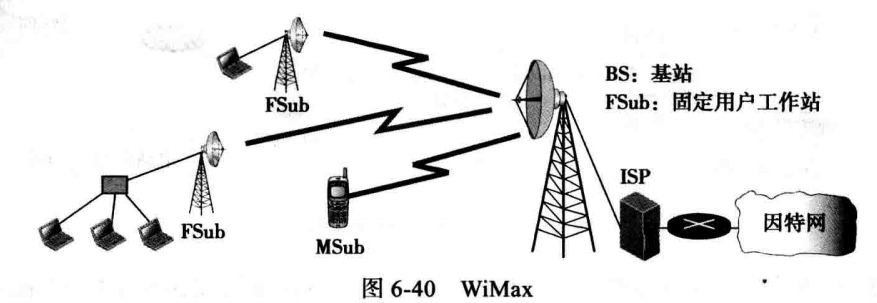 FSub
BS：基站
FSub：固定用户工作站
FSub
MSub
ISP
因特网
图 6-40 WiMax